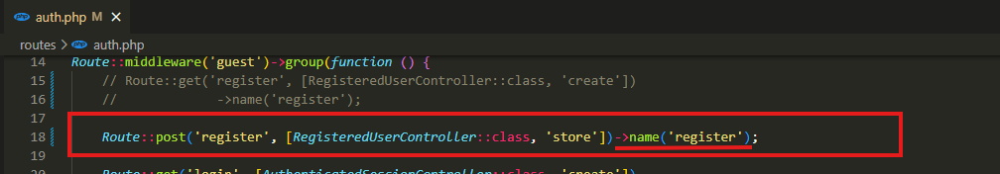 auth.php M
routes > auth.php
14 Route::middleware('guest')->group(function () {
15 // Route::get('register', [RegisteredUserController::class, 'create'])
16 // ->name('register');
17
18 Route::post('register', [RegisteredUserController::class, 'store'])->name('register');
19
20 Route::get('login', [AuthenticatedSessionController::class, 'create'])